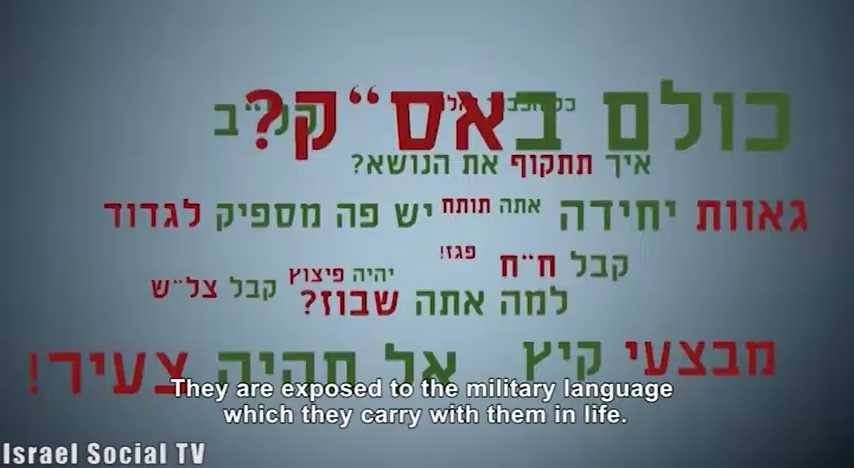 כולם באס״ק? קל״ב
איך תתקוף את הנושא?
גאוות יחידה אתה תותח יש פה מספיק לגדוד
קבל ח״ח פגז!
יהיה פיצוץ קבל צל״ש
למה אתה שבוז?
מבצעי קיץ אל תהיה צעיר!
They are exposed to the military language
which they carry with them in life.
Israel Social TV